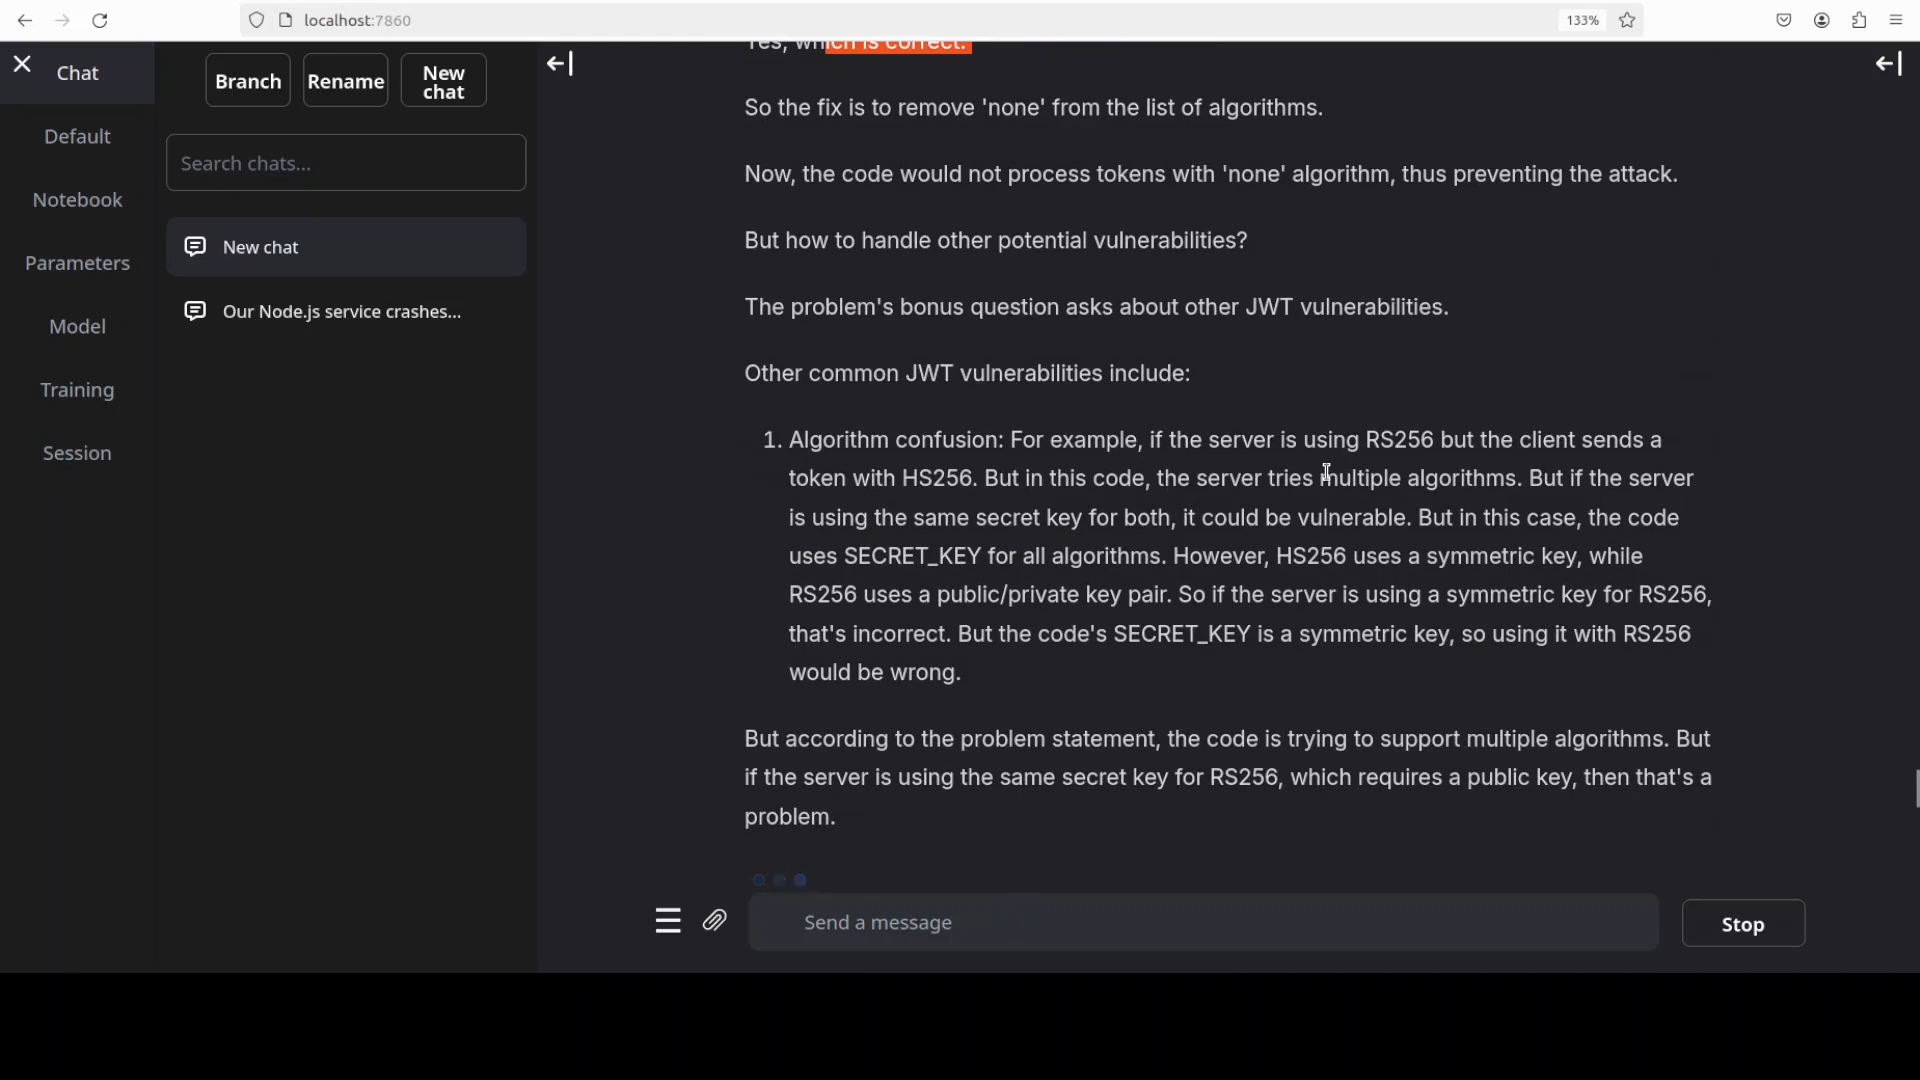 localhost:7860
133%
Chat
Default
Notebook
Parameters
Model
Training
Session
Branch
Rename
New
chat
Search chats...
New chat
Our Node.js service crashes...
Yes, which is correct.
So the fix is to remove 'none' from the list of algorithms.
Now, the code would not process tokens with 'none' algorithm, thus preventing the attack.
But how to handle other potential vulnerabilities?
The problem's bonus question asks about other JWT vulnerabilities.
Other common JWT vulnerabilities include:
1. Algorithm confusion: For example, if the server is using RS256 but the client sends a
token with HS256. But in this code, the server tries multiple algorithms. But if the server
is using the same secret key for both, it could be vulnerable. But in this case, the code
uses SECRET_KEY for all algorithms. However, HS256 uses a symmetric key, while
RS256 uses a public/private key pair. So if the server is using a symmetric key for RS256,
that's incorrect. But the code's SECRET_KEY is a symmetric key, so using it with RS256
would be wrong.
But according to the problem statement, the code is trying to support multiple algorithms. But
if the server is using the same secret key for RS256, which requires a public key, then that's a
problem.
Send a message
Stop